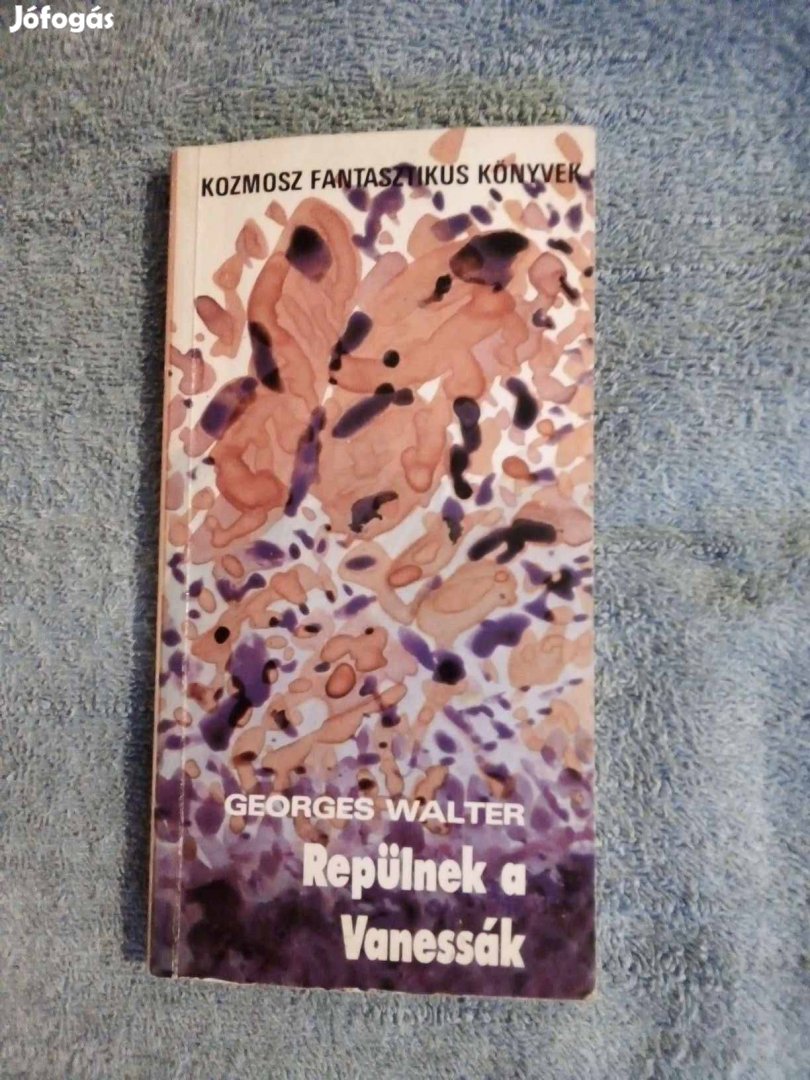 Jófogás
KOZMOSZ FANTASZTIKUS KÖNYVEK
GEORGES WALTER
Repülnek a
Vanessák